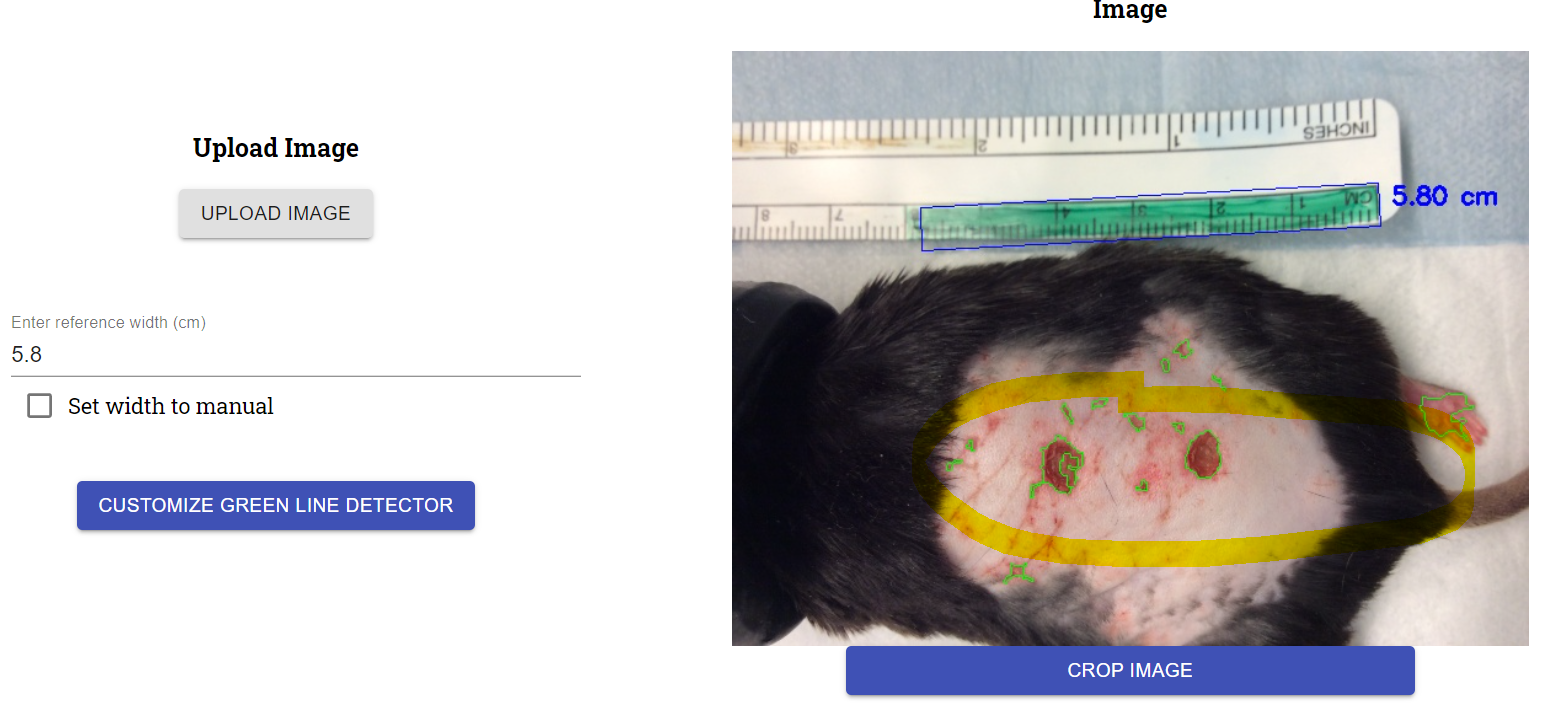 Image
Upload Image
UPLOAD IMAGE
Enter reference width (cm)
5.8
Set width to manual
CUSTOMIZE GREEN LINE DETECTOR
3 2 1 INCHES
8 7 4 3 2 1 CM
5.80 cm
CROP IMAGE